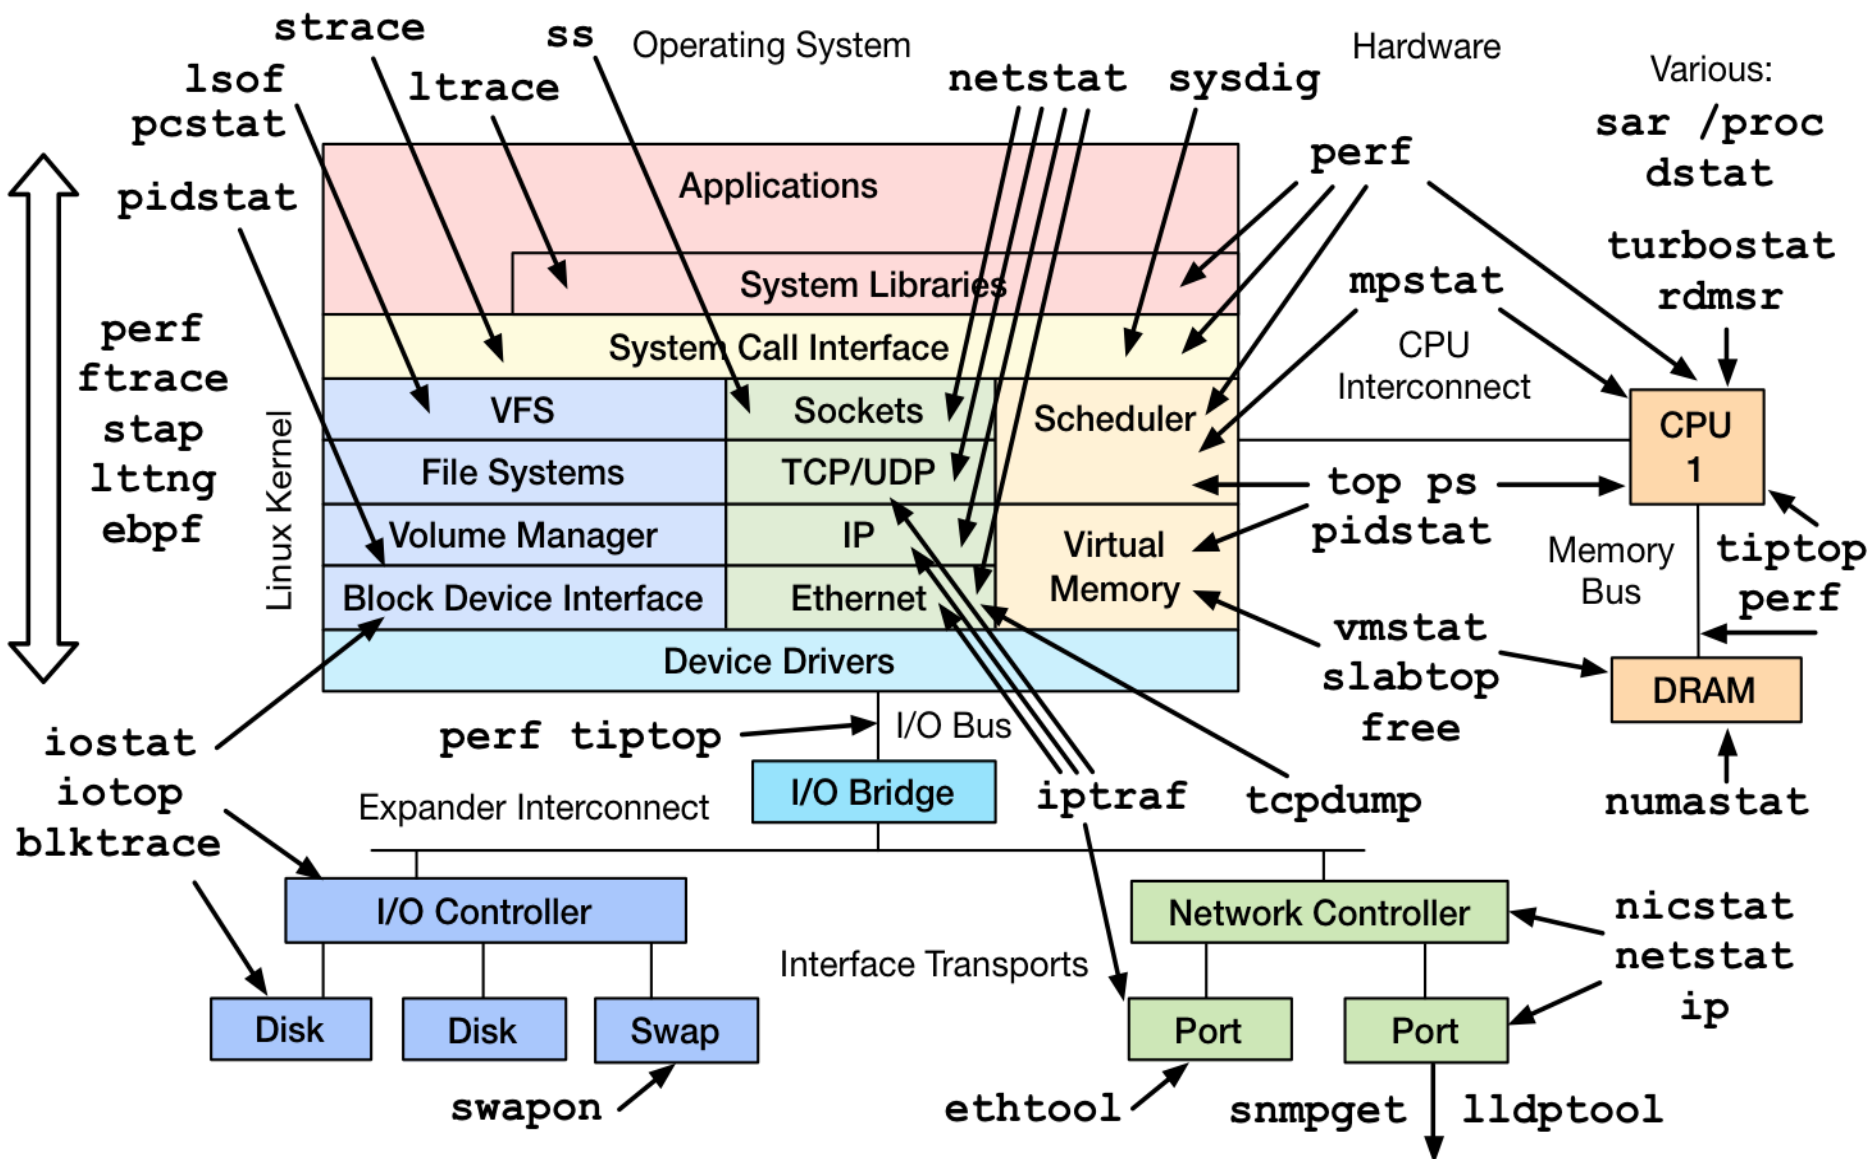 strace
ss
Operating System
Hardware
lsof
ltrace
netstat
sysdig
Various:
pcstat
sar /proc
perf
dstat
pidstat
Applications
turbostat
mpstat
rdmsr
System Libraries
perf
ftrace
stap
lttng
ebpf
System Call Interface
CPU
Interconnect
Linux Kernel
VFS
Sockets
Scheduler
CPU
1
File Systems
TCP/UDP
top ps
pidstat
Volume Manager
IP
Virtual
Memory
Memory
Bus
tiptop
perf
Block Device Interface
Ethernet
vmstat
slabtop
free
Device Drivers
DRAM
iostat
iotop
blktrace
perf tiptop
I/O Bus
I/O Bridge
Expander Interconnect
iptraf
tcpdump
numastat
I/O Controller
Network Controller
nicstat
netstat
ip
Interface Transports
Disk
Disk
Swap
Port
Port
swapon
ethtool
snmpget
lldptool